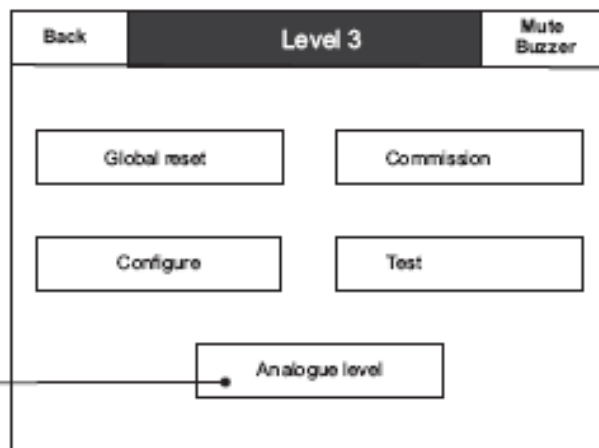 Back
Level 3
Mute
Buzzer
Global reset
Commission
Configure
Test
Analogue level